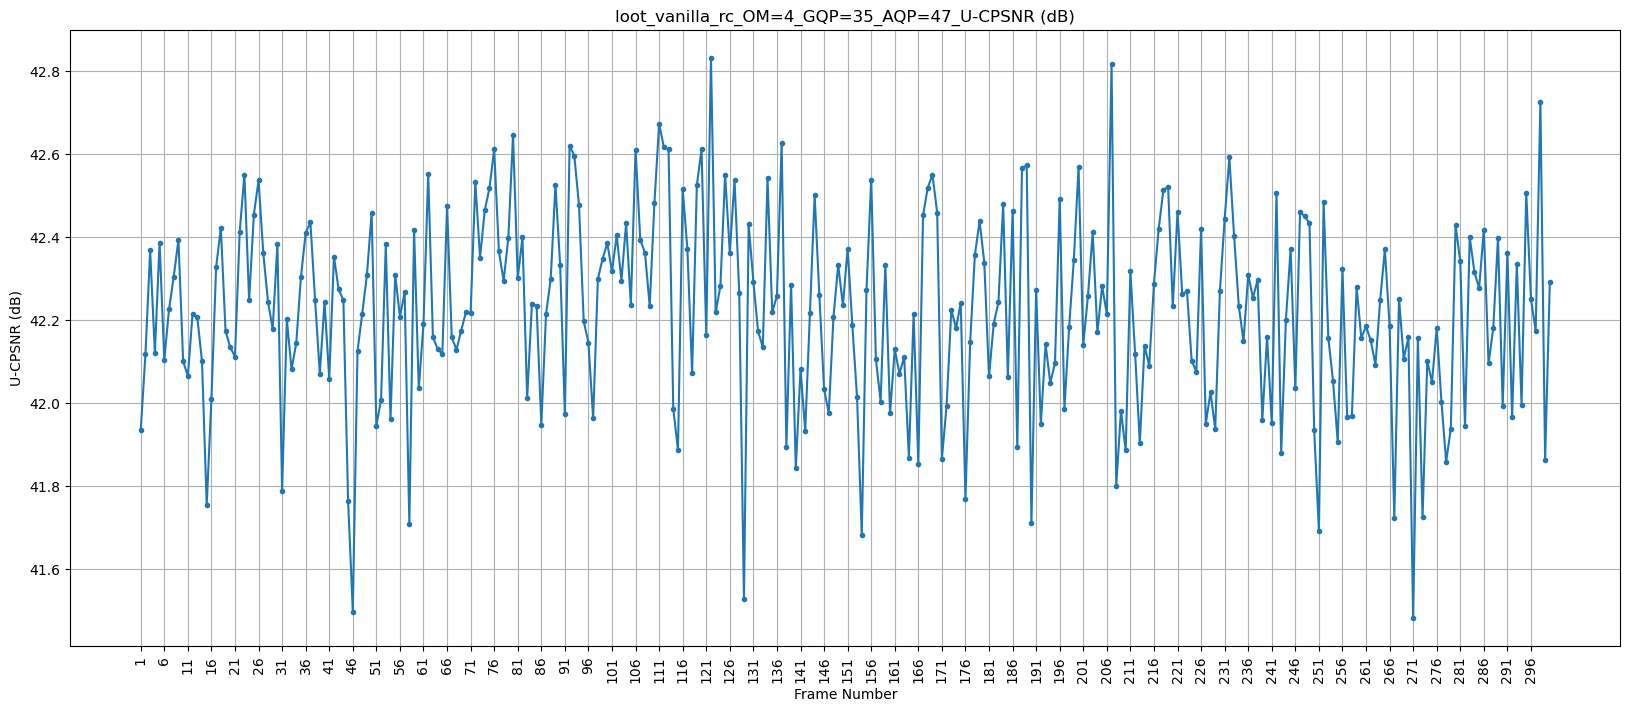 loot_vanilla_rc_OM=4_GQP=35_AQP=47_U-CPSNR (dB)
U-CPSNR (dB)
42.8
42.6
42.4
42.2
42.0
41.8
41.6
1 6 11 16 21 26 31 36 41 46 51 56 61 66 71 76 81 86 91 96 101 106 111 116 121 126 131 136 141 146 151 156 161 166 171 176 181 186 191 196 201 206 211 216 221 226 231 236 241 246 251 256 261 266 271 276 281 286 291 296
Frame Number